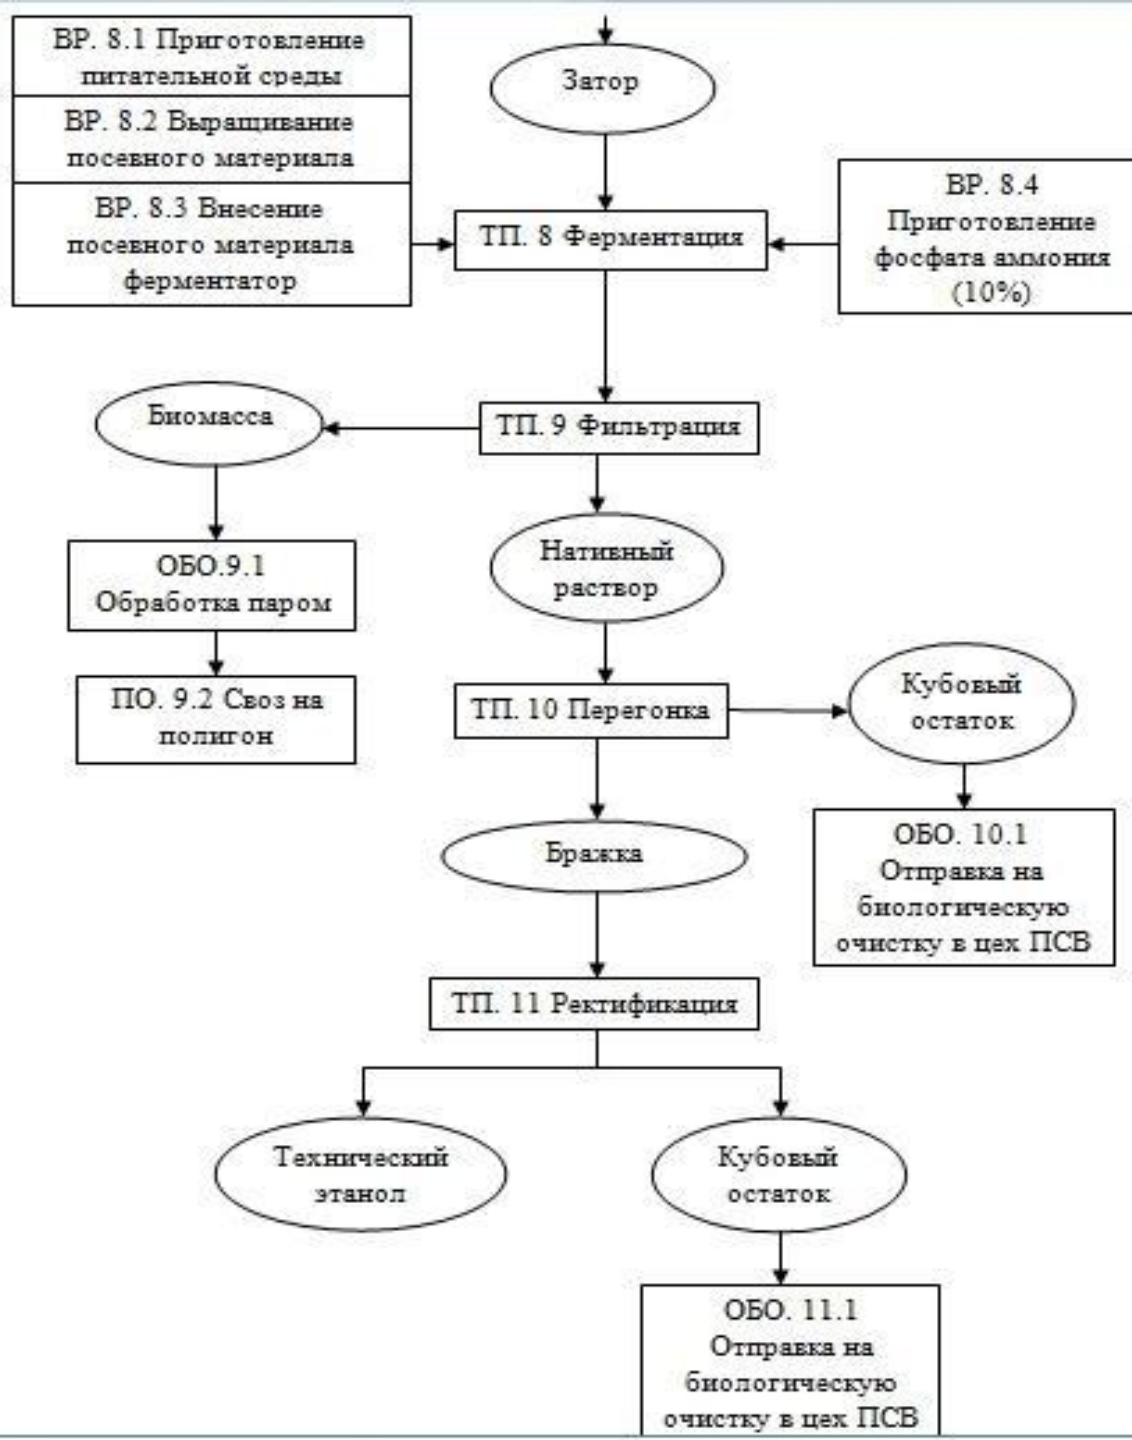 ВР. 8.1 Приготовление
питательной среды
ВР. 8.2 Выращивание
посевного материала
ВР. 8.3 Внесение
посевного материала
ферментатор
Затор
ТП. 8 Ферментация
ВР. 8.4
Приготовление
фосфата аммония
(10%)
Биомасса
ТП. 9 Фильтрация
ОБО.9.1
Обработка паром
Нативный
раствор
ПО. 9.2 Своз на
полигон
ТП. 10 Перегонка
Кубовый
остаток
Бражка
ОБО. 10.1
Отправка на
биологическую
очистку в цех ПСВ
ТП. 11 Ректификация
Технический
этанол
Кубовый
остаток
ОБО. 11.1
Отправка на
биологическую
очистку в цех ПСВ